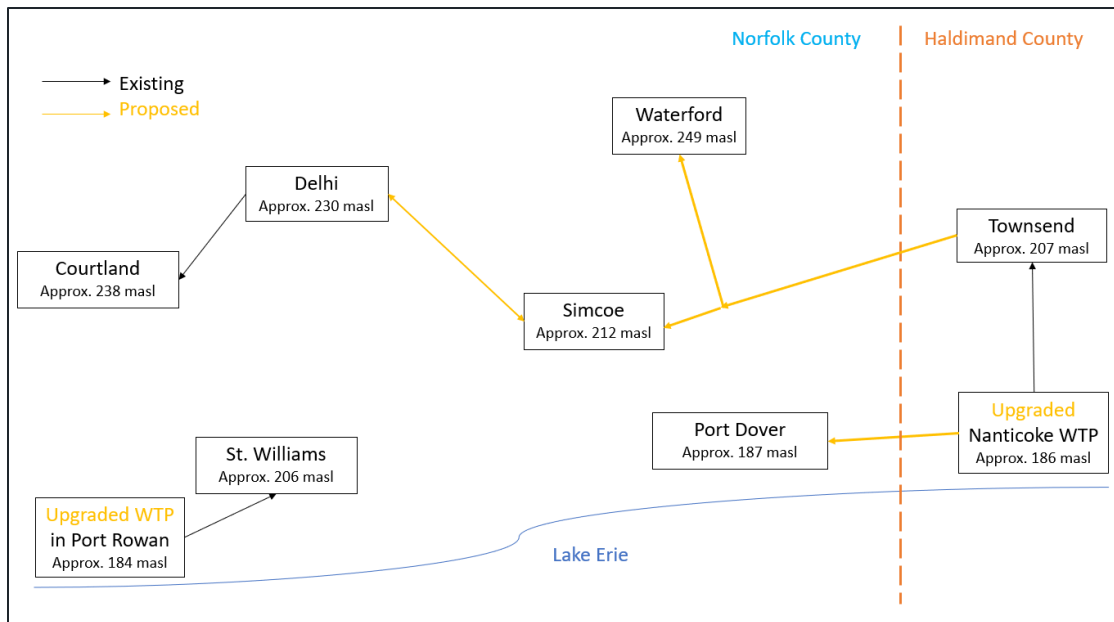 Norfolk County
Haldimand County
Existing
Proposed
Waterford
Approx. 249 masl
Delhi
Approx. 230 masl
Townsend
Approx. 207 masl
Courtland
Approx. 238 masl
Simcoe
Approx. 212 masl
Upgraded
Nanticoke WTP
Approx. 186 masl
Port Dover
Approx. 187 masl
St. Williams
Approx. 206 masl
Upgraded WTP
in Port Rowan
Approx. 184 masl
Lake Erie